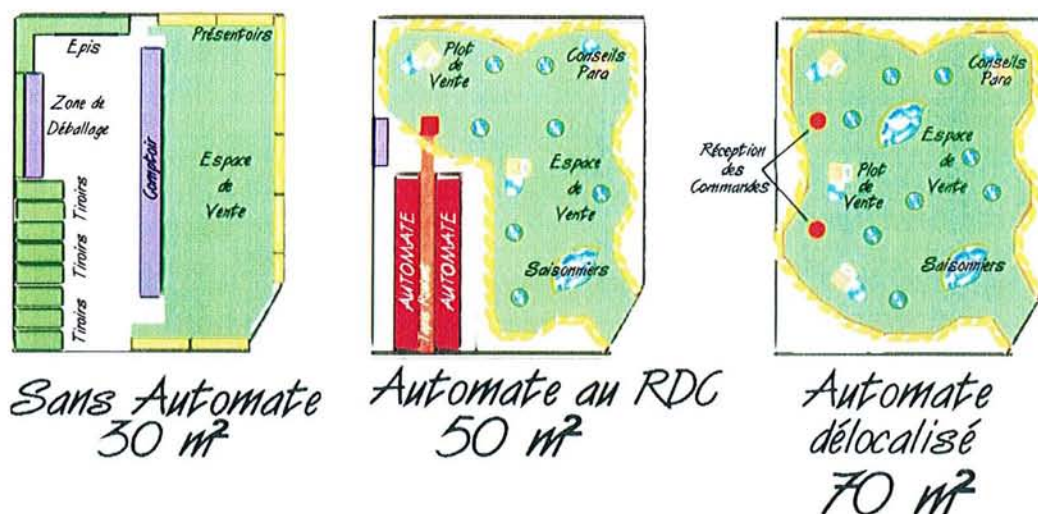 Epis
Présentoirs
Zone de
Déballage
Comptoir
Espace
de
Vente
Tiroirs
Tiroirs
Tiroirs
Sans Automate
30 m²
Plot
de
Vente
Conseils
Para
Espace
de
Vente
AUTOMATE
AUTOMATE
Saisonniers
Automate au RDC
50 m²
Conseils
Para
Réception
des
Commandes
Espace
de
Vente
Plot
de
Vente
Saisonniers
Automate
délocalisé
70 m²